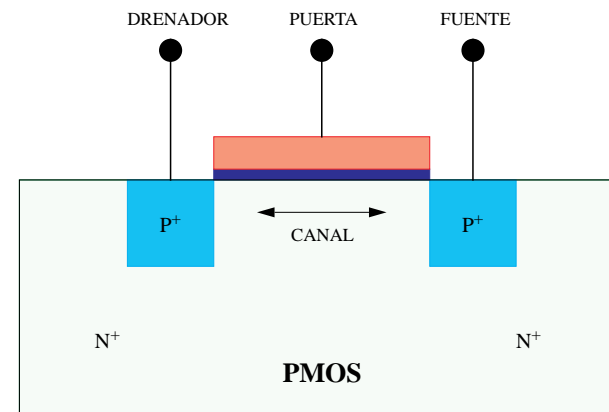 DRENADOR PUERTA FUENTE
P+ P+
CANAL
N+ N+
PMOS